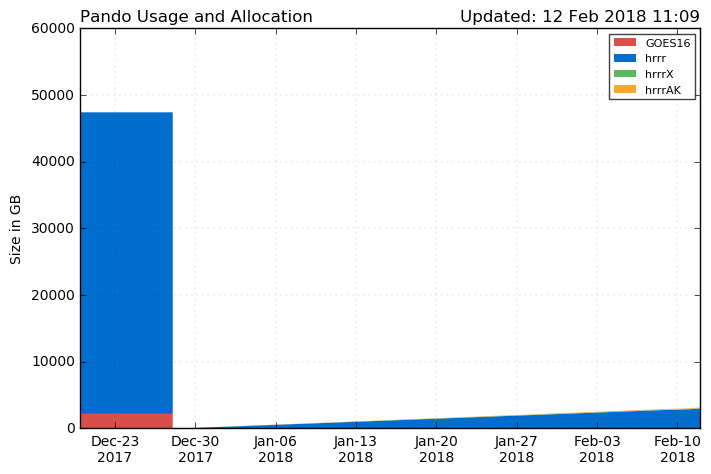 Pando Usage and Allocation
Updated: 12 Feb 2018 11:09
60000
50000
40000
30000
20000
10000
0
Size in GB
GOES16
hrrr
hrrrX
hrrrAK
Dec-23 2017
Dec-30 2017
Jan-06 2018
Jan-13 2018
Jan-20 2018
Jan-27 2018
Feb-03 2018
Feb-10 2018